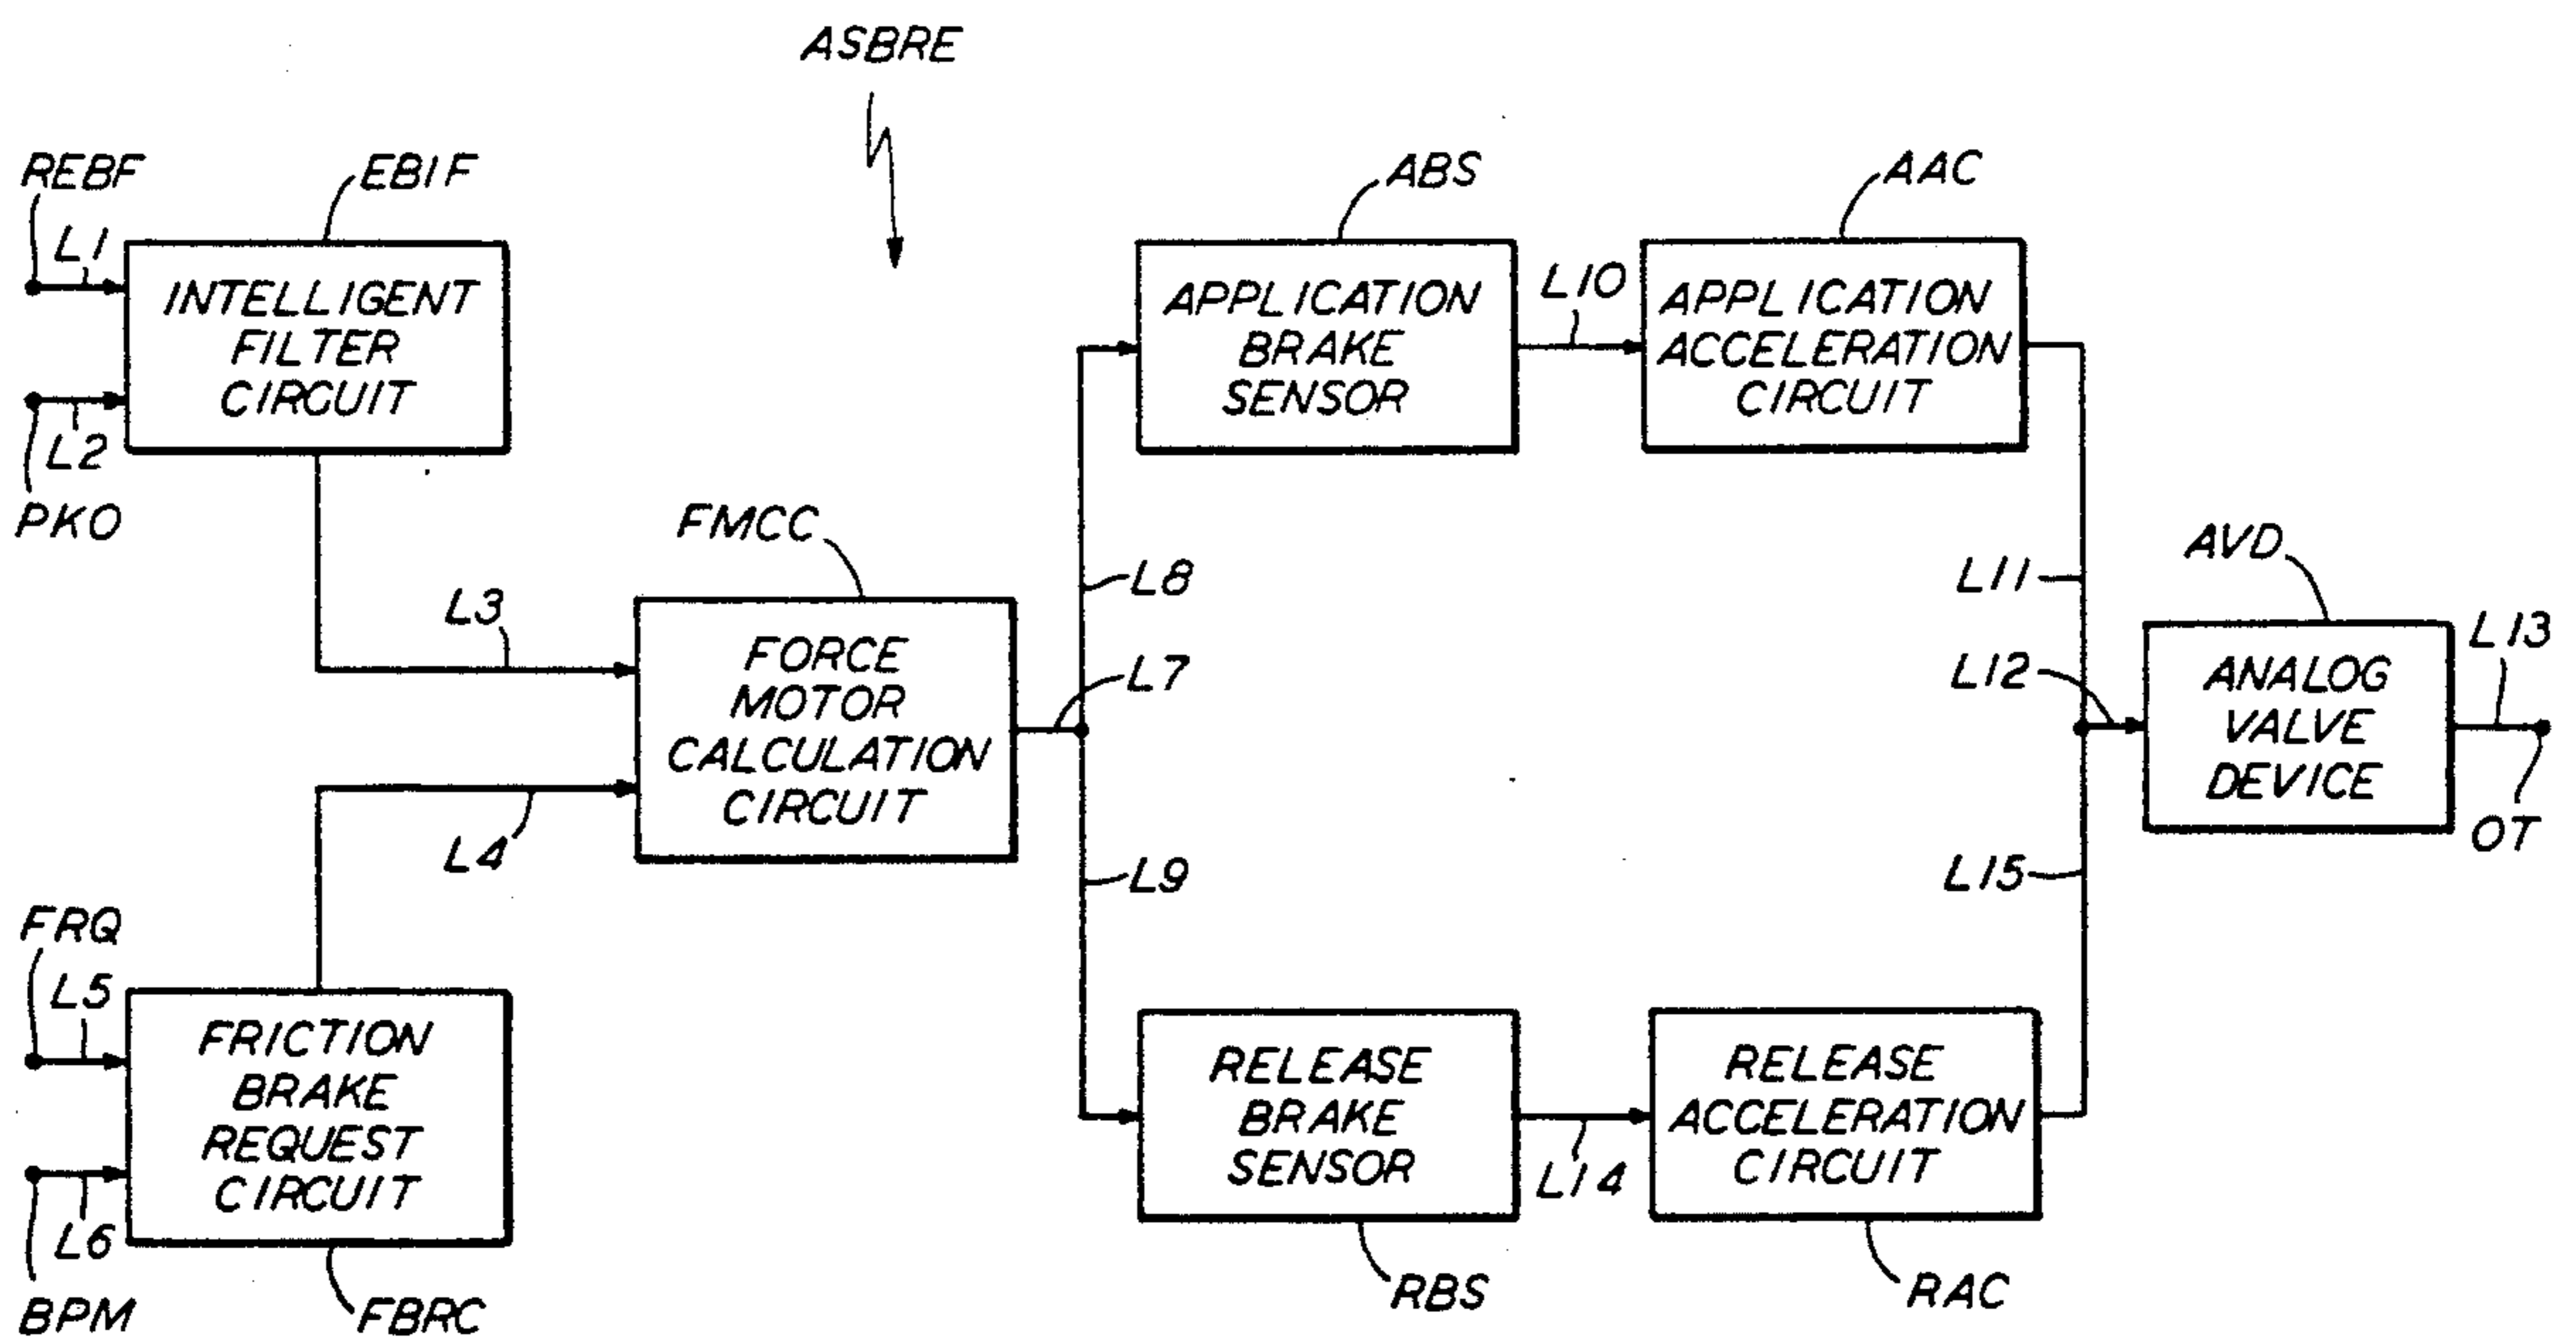 ASBRE
REBF
L1
EBIF
INTELLIGENT
FILTER
CIRCUIT
L2
PKO
ABS
APPLICATION
BRAKE
SENSOR
L10
AAC
APPLICATION
ACCELERATION
CIRCUIT
L3
FMCC
FORCE
MOTOR
CALCULATION
CIRCUIT
L4
L8
L7
L9
L11
L12
L15
AVD
ANALOG
VALVE
DEVICE
L13
OT
FRQ
L5
FRICTION
BRAKE
REQUEST
CIRCUIT
L6
BPM
FBRC
RELEASE
BRAKE
SENSOR
RBS
L14
RELEASE
ACCELERATION
CIRCUIT
RAC